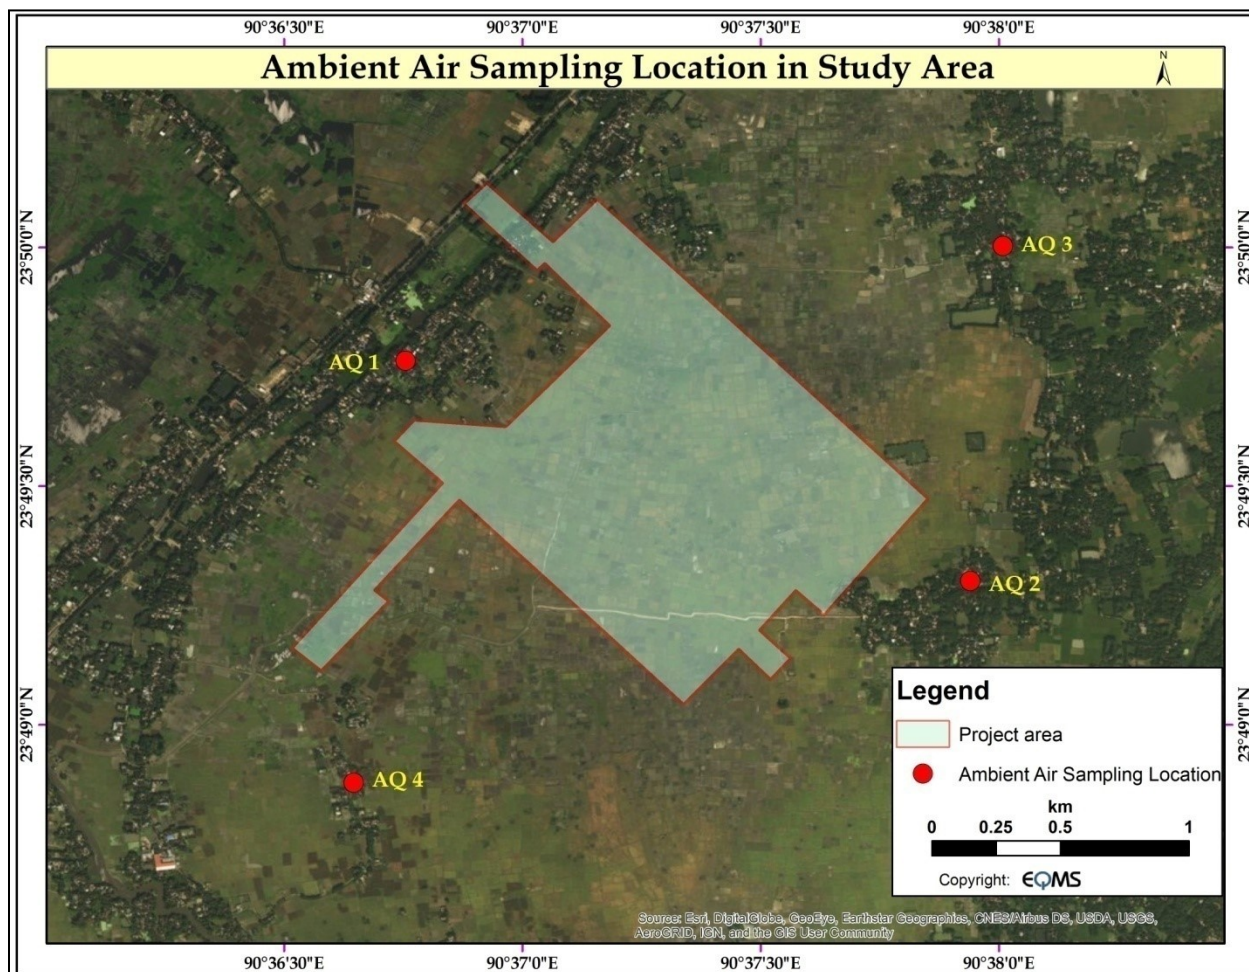 90°36'30"E 90°37'0"E 90°37'30"E 90°38'0"E
Ambient Air Sampling Location in Study Area
N
23°50'0"N
AQ 3
23°50'0"N
AQ 1
23°49'30"N
23°49'30"N
AQ 2
Legend
Project area
23°49'0"N
23°49'0"N
AQ 4
Ambient Air Sampling Location
km
0 0.25 0.5 1
Copyright: EQMS
Source: Esri, DigitalGlobe, GeoEye, Earthstar Geographics, CNES/Airbus DS, USDA, USGS,
AeroGRID, IGN, and the GIS User Community
90°36'30"E 90°37'0"E 90°37'30"E 90°38'0"E